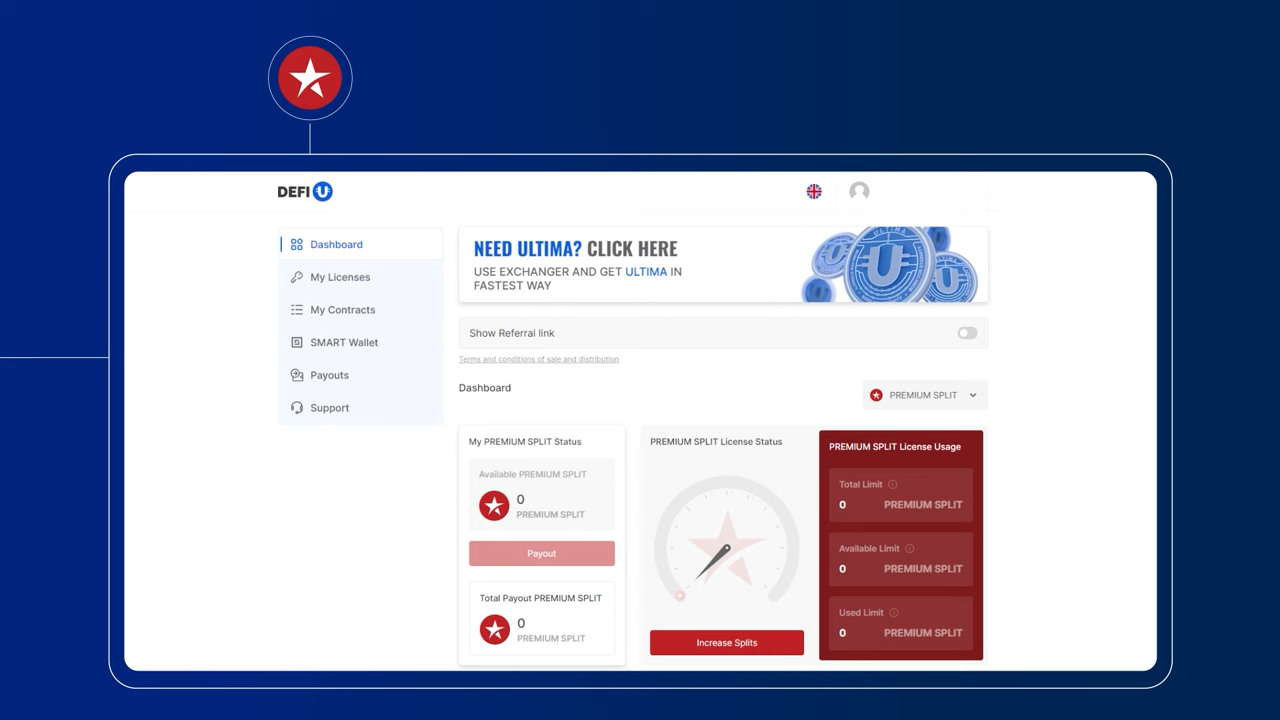 DEFI
Dashboard
My Licenses
My Contracts
SMART Wallet
Payouts
Support
NEED ULTIMA? CLICK HERE
USE EXCHANGER AND GET ULTIMA IN
FASTEST WAY
ULTIMA
Show Referral link
Terms and conditions of sale and distribution
Dashboard
PREMIUM SPLIT
My PREMIUM SPLIT Status
Available PREMIUM SPLIT
0
PREMIUM SPLIT
Payout
Total Payout PREMIUM SPLIT
0
PREMIUM SPLIT
PREMIUM SPLIT License Status
Increase Splits
PREMIUM SPLIT License Usage
Total Limit
0 PREMIUM SPLIT
Available Limit
0 PREMIUM SPLIT
Used Limit
0 PREMIUM SPLIT